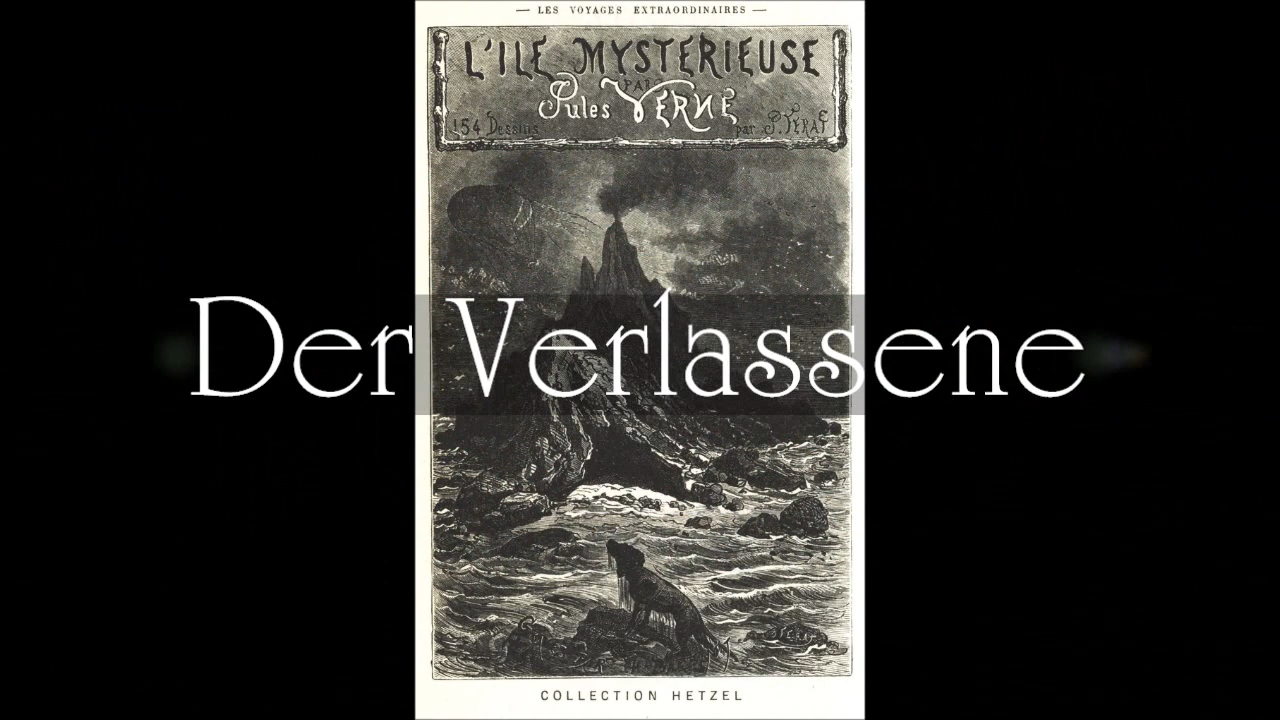 — LES VOYAGES EXTRAORDINAIRES —
L'ILE MYSTERIEUSE
PAR
Jules VERNE
154 Dessins par P. FERAT
Der Verlassene
COLLECTION HETZEL